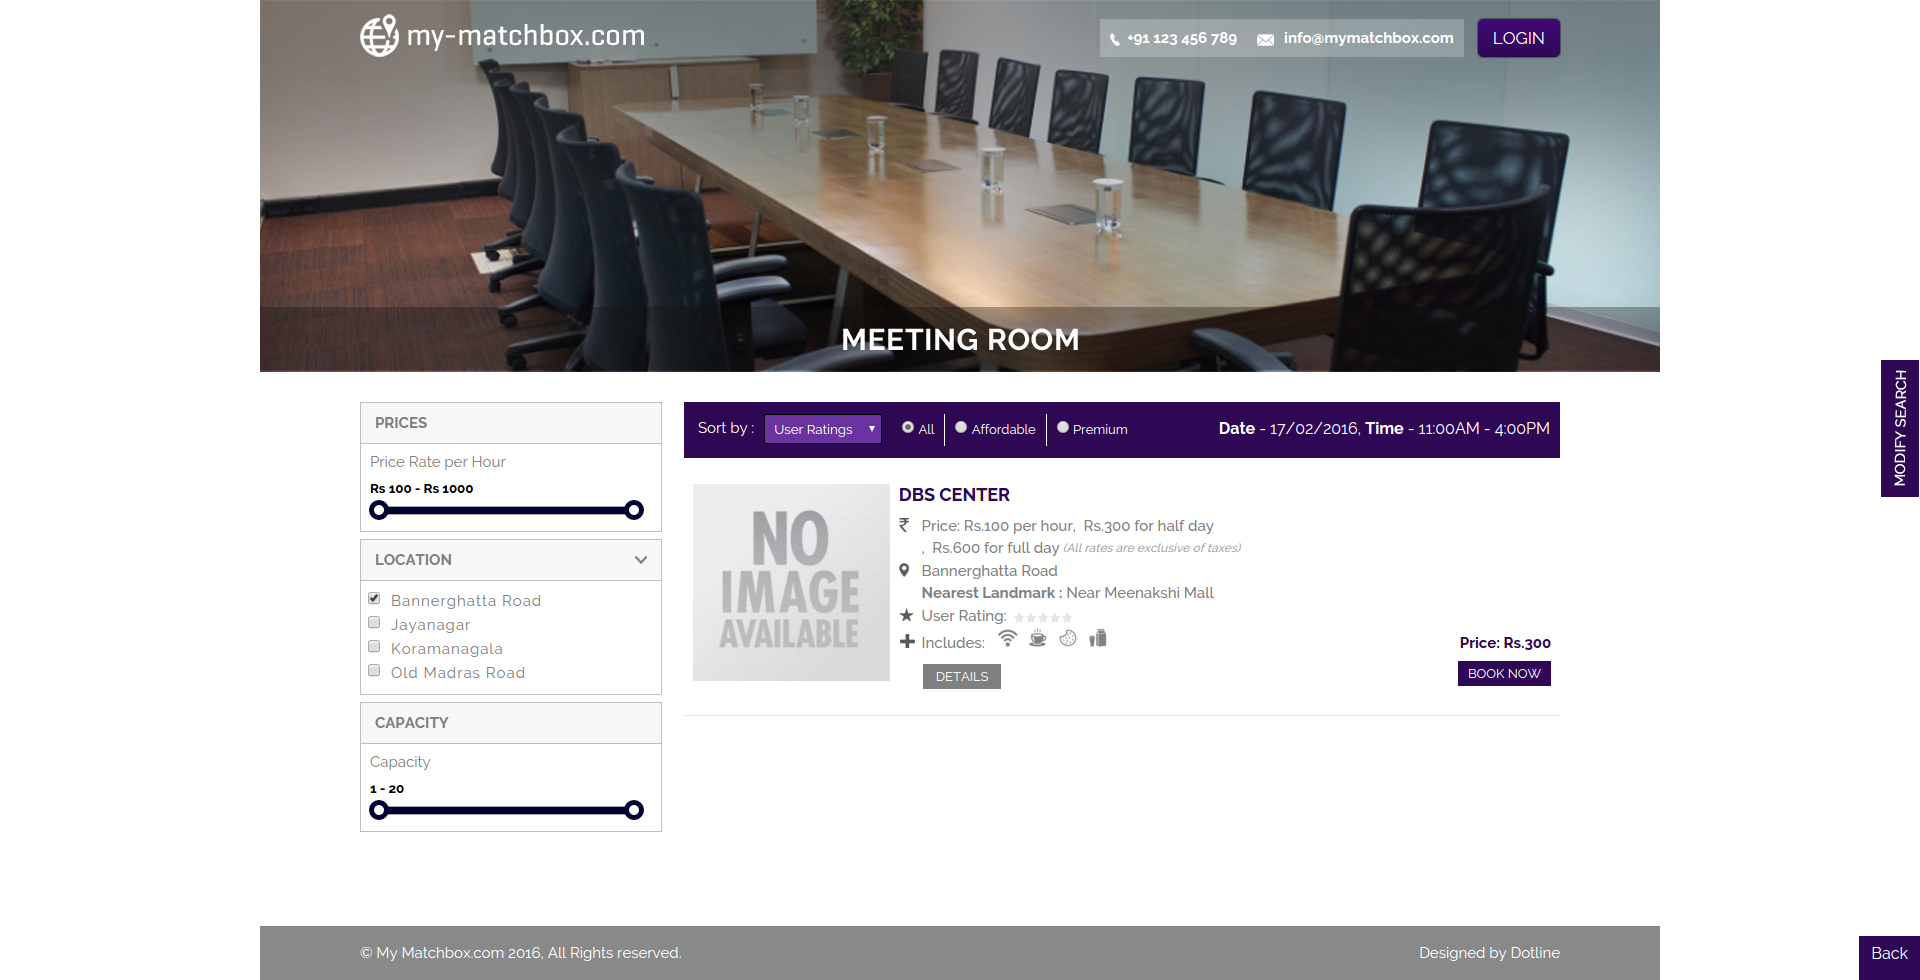 my-matchbox.com
+91 123 456 789 info@mymatchbox.com LOGIN
MEETING ROOM
MODIFY SEARCH
PRICES
Price Rate per Hour
Rs 100 - Rs 1000
LOCATION
Bannerghatta Road
Jayanagar
Koramanagala
Old Madras Road
CAPACITY
Capacity
1 - 20
Sort by : User Ratings All Affordable Premium Date - 17/02/2016, Time - 11:00AM - 4:00PM
NO
IMAGE
AVAILABLE
DBS CENTER
Price: Rs.100 per hour, Rs.300 for half day
, Rs.600 for full day (All rates are exclusive of taxes)
Bannerghatta Road
Nearest Landmark : Near Meenakshi Mall
User Rating:
Includes:
DETAILS
Price: Rs.300
BOOK NOW
© My Matchbox.com 2016, All Rights reserved. Designed by Dotline
Back